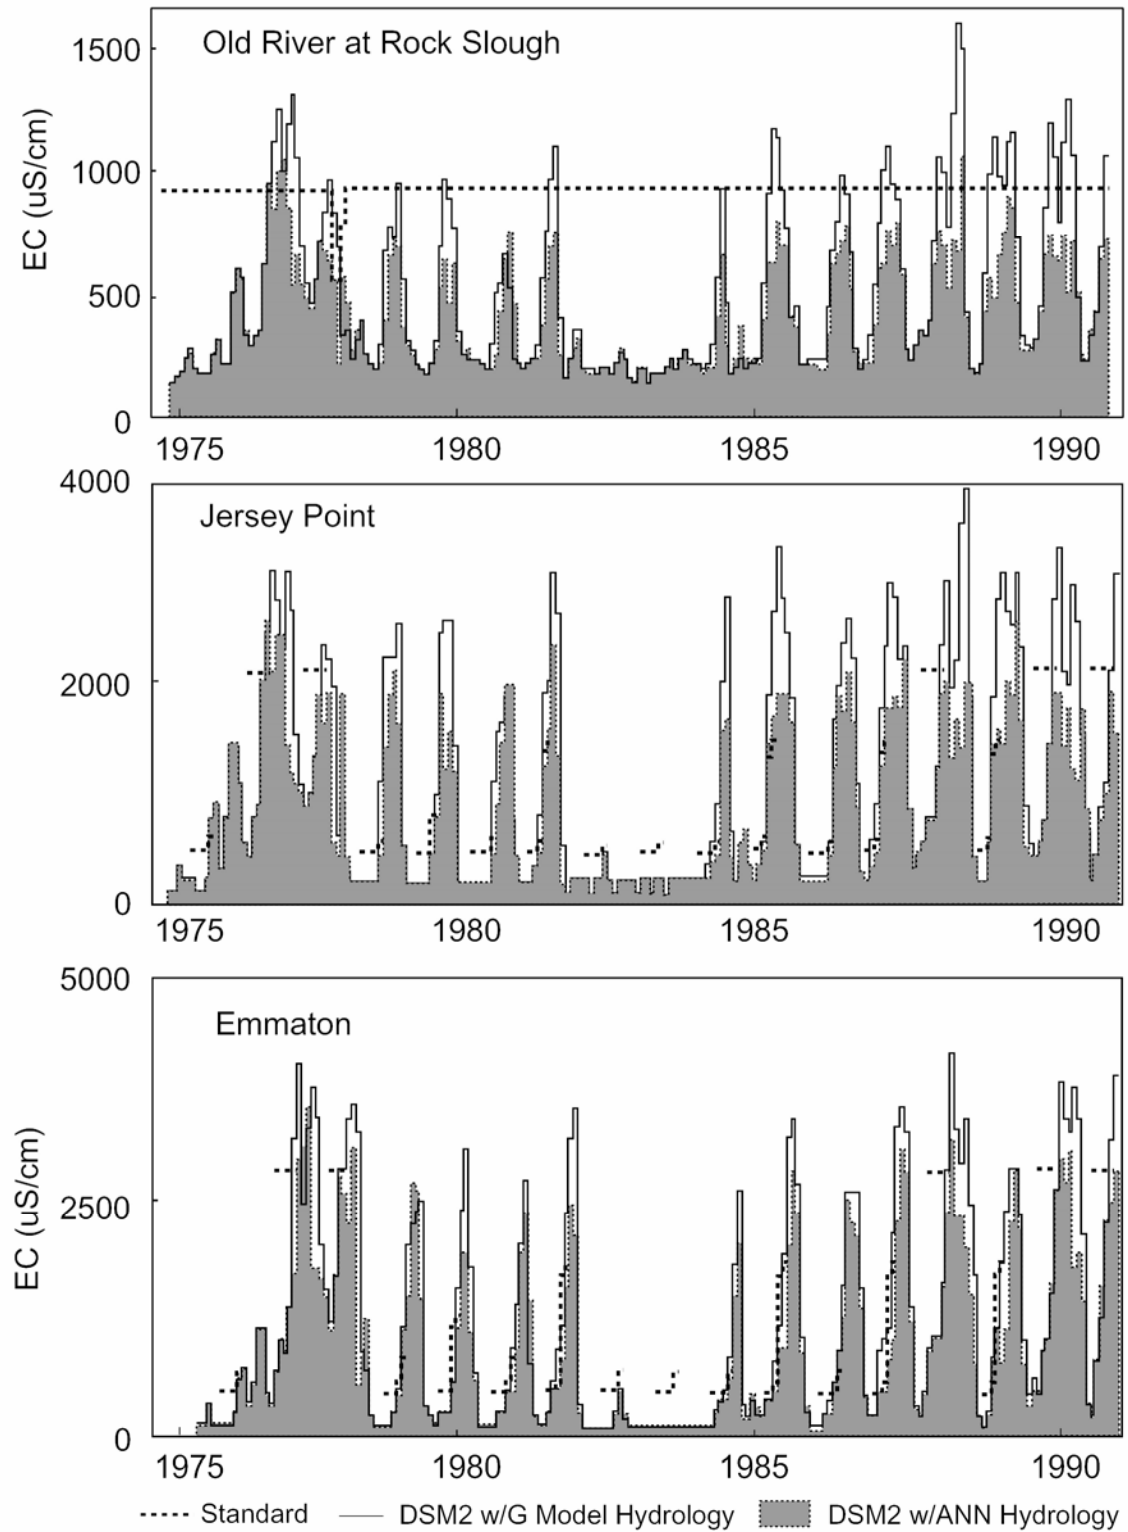 Old River at Rock Slough
EC (uS/cm)
1500
1000
500
0
1975 1980 1985 1990
Jersey Point
4000
2000
0
1975 1980 1985 1990
Emmaton
EC (uS/cm)
5000
2500
0
1975 1980 1985 1990
Standard DSM2 w/G Model Hydrology DSM2 w/ANN Hydrology